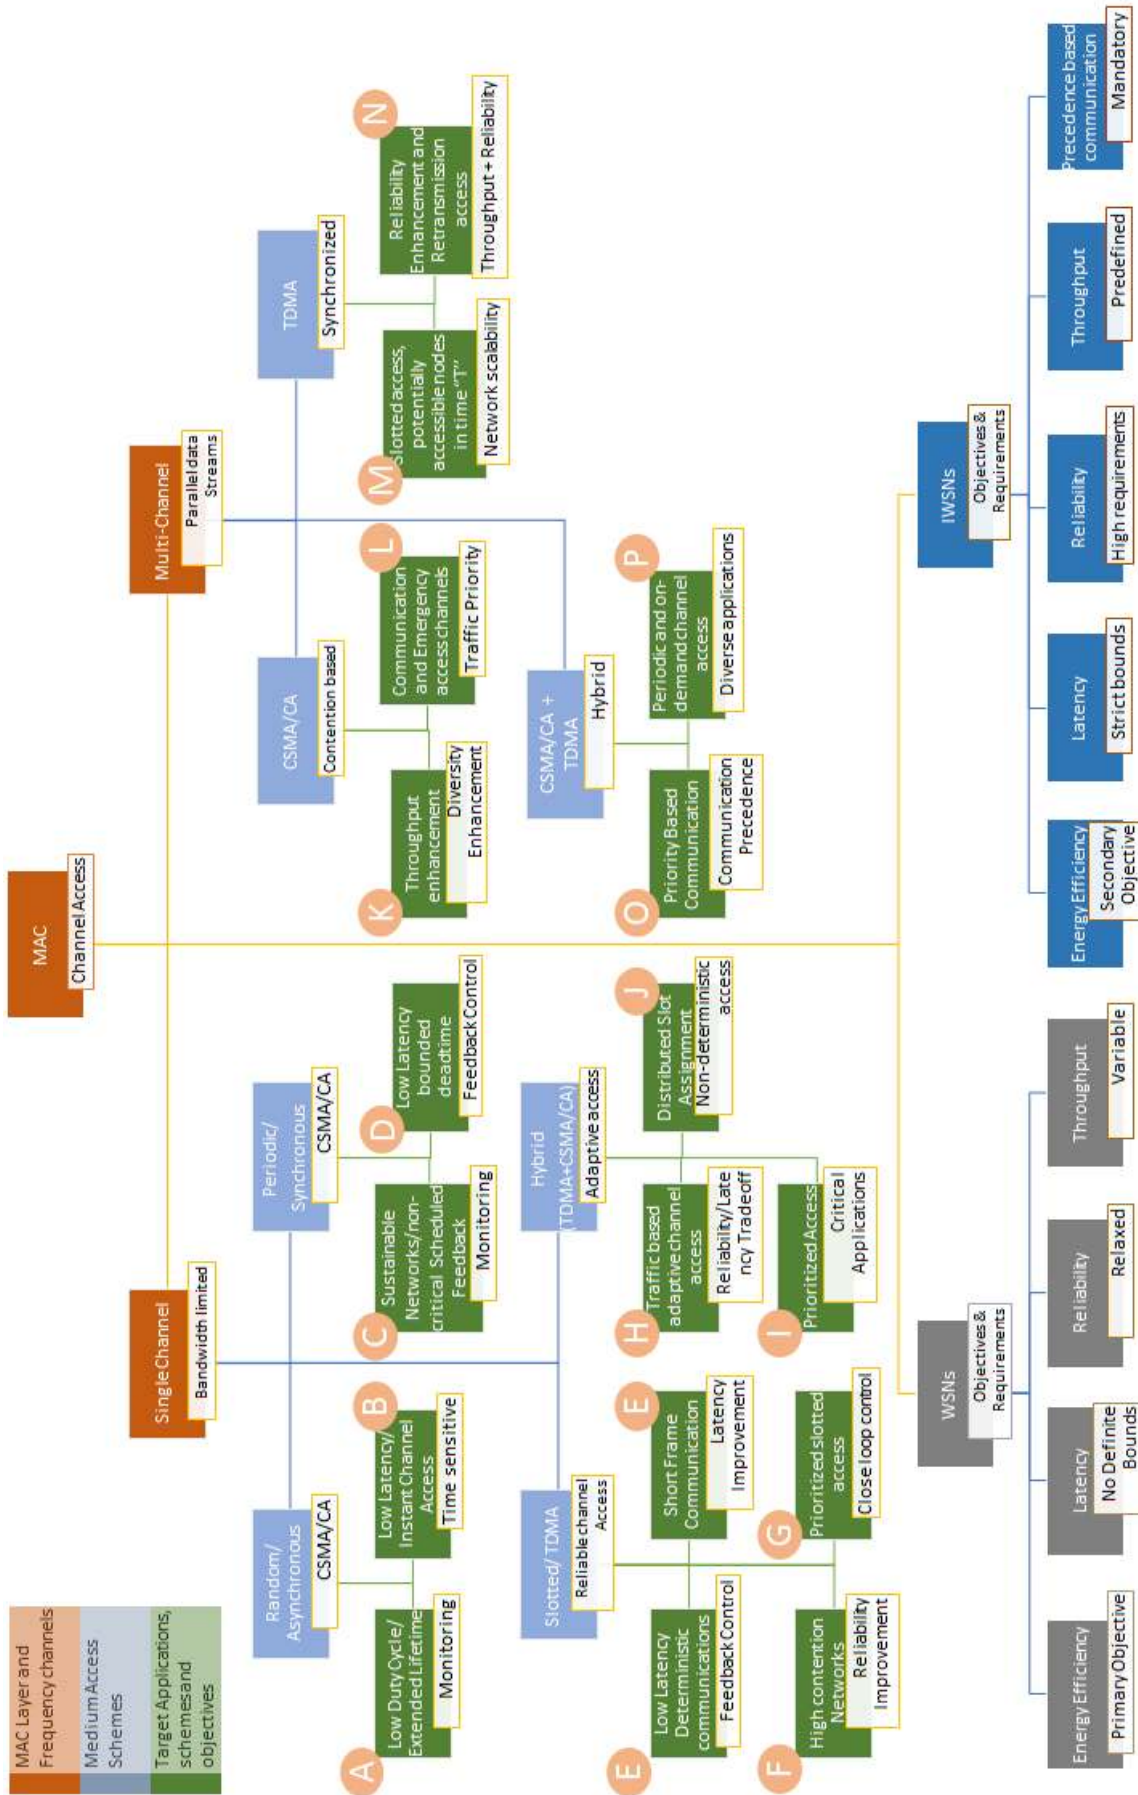 MAC Layer and
Frequency channels
Medium Access
Schemes
Target Applications,
schemes and
objectives
MAC
Channel Access
Single Channel
Bandwidth limited
Multi-Channel
Parallel data
Streams
Random/
Asynchronous
CSMA/CA
Periodic/
Synchronous
CSMA/CA
CSMA/CA
Contention based
TDMA
Synchronized
A
Low Duty Cycle/
Extended Lifetime
Monitoring
B
Low Latency/
Instant Channel
Access
Time sensitive
C
Sustainable
Networks/non-
critical Scheduled
Feedback
Monitoring
D
Low Latency
bounded
deadtime
Feedback Control
K
Throughput
enhancement
Diversity
Enhancement
L
Communication
and Emergency
access channels
Traffic Priority
M
Slotted access,
potentially
accessible nodes
in time "T"
Network scalability
N
Reliability
Enhancement and
Retransmission
access
Throughput + Reliability
Slotted/ TDMA
Reliable channel
Access
Hybrid
(TDMA+CSMA/CA)
Adaptive access
CSMA/CA +
TDMA
Hybrid
E
Low Latency
Deterministic
communications
Feedback Control
E
Short Frame
Communication
Latency
Improvement
H
Traffic based
adaptive channel
access
Reliability/Late
ncy Tradeoff
J
Distributed Slot
Assignment
Non-deterministic
access
O
Priority Based
Communication
Communication
Precedence
P
Periodic and on-
demand channel
access
Diverse applications
F
High contention
Networks
Reliability
Improvement
G
Prioritized slotted
access
Close loop control
I
Prioritized Access
Critical
Applications
WSNs
Objectives &
Requirements
IWSNs
Objectives &
Requirements
Energy Efficiency
Primary Objective
Latency
No Definite
Bounds
Reliability
Relaxed
Throughput
Variable
Energy Efficiency
Secondary
Objective
Latency
Strict bounds
Reliability
High requirements
Throughput
Predefined
Precedence based
communication
Mandatory